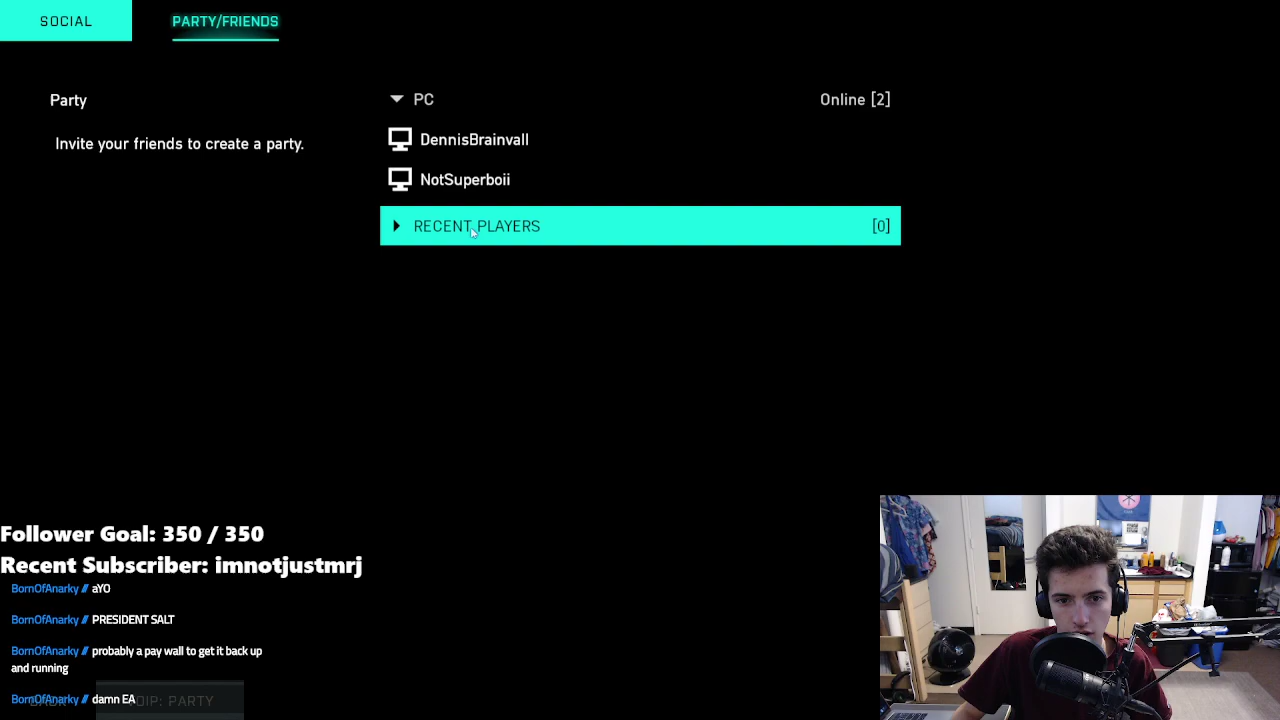 SOCIAL
PARTY/FRIENDS
Party
Invite your friends to create a party.
PC
Online [2]
DennisBrainvall
NotSuperboii
RECENT PLAYERS
[0]
Follower Goal: 350 / 350
Recent Subscriber: imnotjustmrj
BornOfAnarky // aYO
BornOfAnarky // PRESIDENT SALT
BornOfAnarky // probably a pay wall to get it back up
and running
BornOfAnarky // damn EA
OIP: PARTY